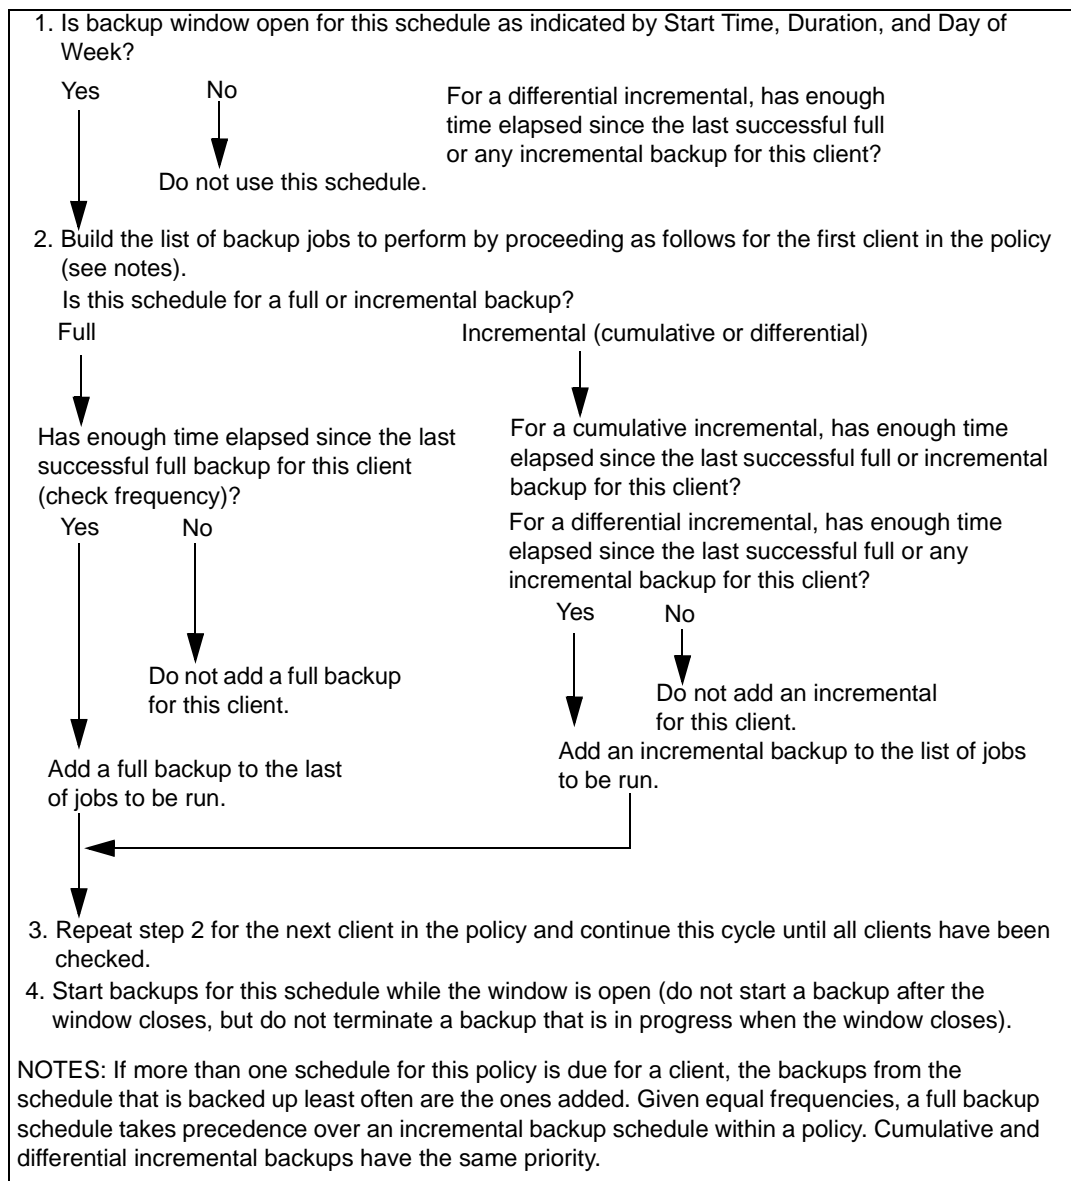 1. Is backup window open for this schedule as indicated by Start Time, Duration, and Day of
Week?
Yes
No
For a differential incremental, has enough
time elapsed since the last successful full
or any incremental backup for this client?
Do not use this schedule.
2. Build the list of backup jobs to perform by proceeding as follows for the first client in the policy
(see notes).
Is this schedule for a full or incremental backup?
Full
Incremental (cumulative or differential)
Has enough time elapsed since the last
successful full backup for this client
(check frequency)?
Yes
No
For a cumulative incremental, has enough time
elapsed since the last successful full or incremental
backup for this client?
For a differential incremental, has enough time
elapsed since the last successful full or any
incremental backup for this client?
Yes
No
Do not add a full backup
for this client.
Do not add an incremental
for this client.
Add a full backup to the last
of jobs to be run.
Add an incremental backup to the list of jobs
to be run.
3. Repeat step 2 for the next client in the policy and continue this cycle until all clients have been
checked.
4. Start backups for this schedule while the window is open (do not start a backup after the
window closes, but do not terminate a backup that is in progress when the window closes).
NOTES: If more than one schedule for this policy is due for a client, the backups from the
schedule that is backed up least often are the ones added. Given equal frequencies, a full backup
schedule takes precedence over an incremental backup schedule within a policy. Cumulative and
differential incremental backups have the same priority.